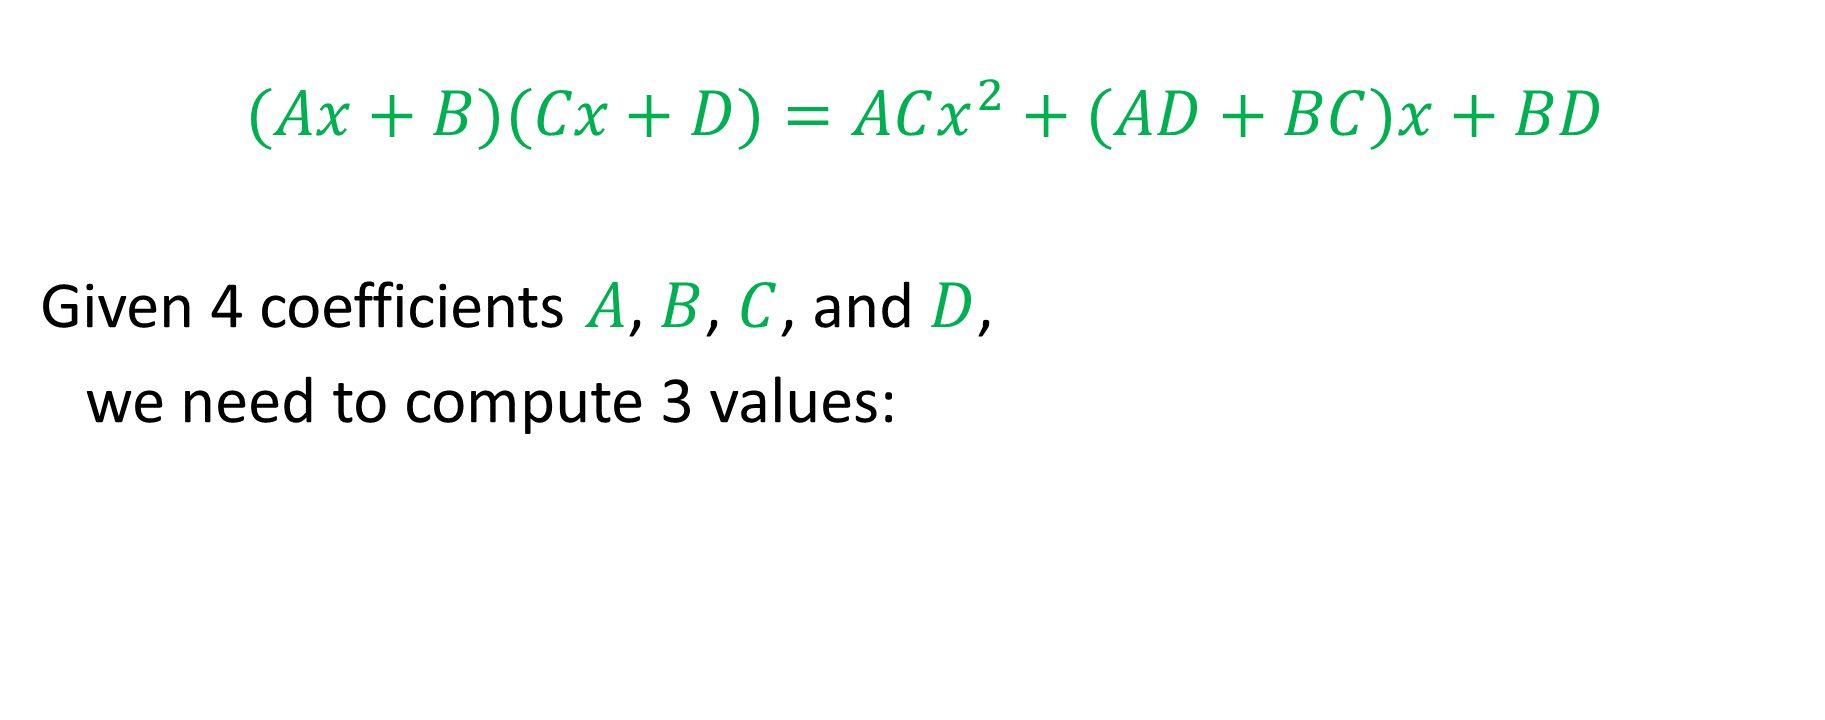 (Ax + B)(Cx + D) = ACx² + (AD + BC)x + BD
Given 4 coefficients A, B, C, and D,
we need to compute 3 values: